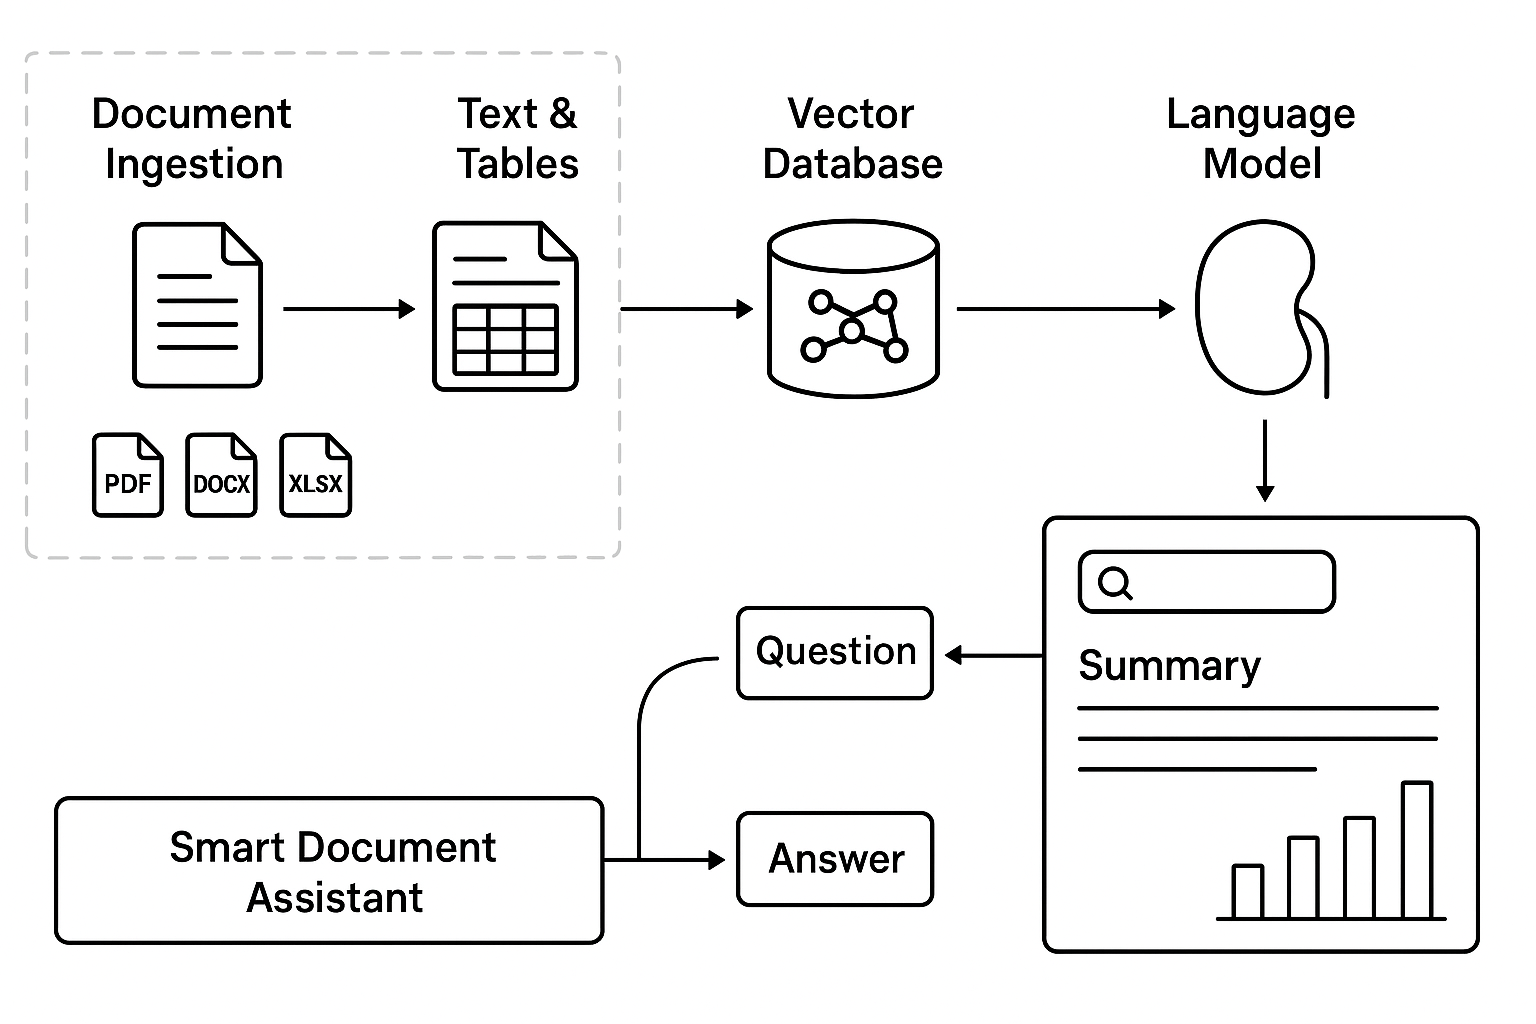 Document
Ingestion
Text &
Tables
Vector
Database
Language
Model
PDF
DOCX
XLSX
Question
Summary
Smart Document
Assistant
Answer